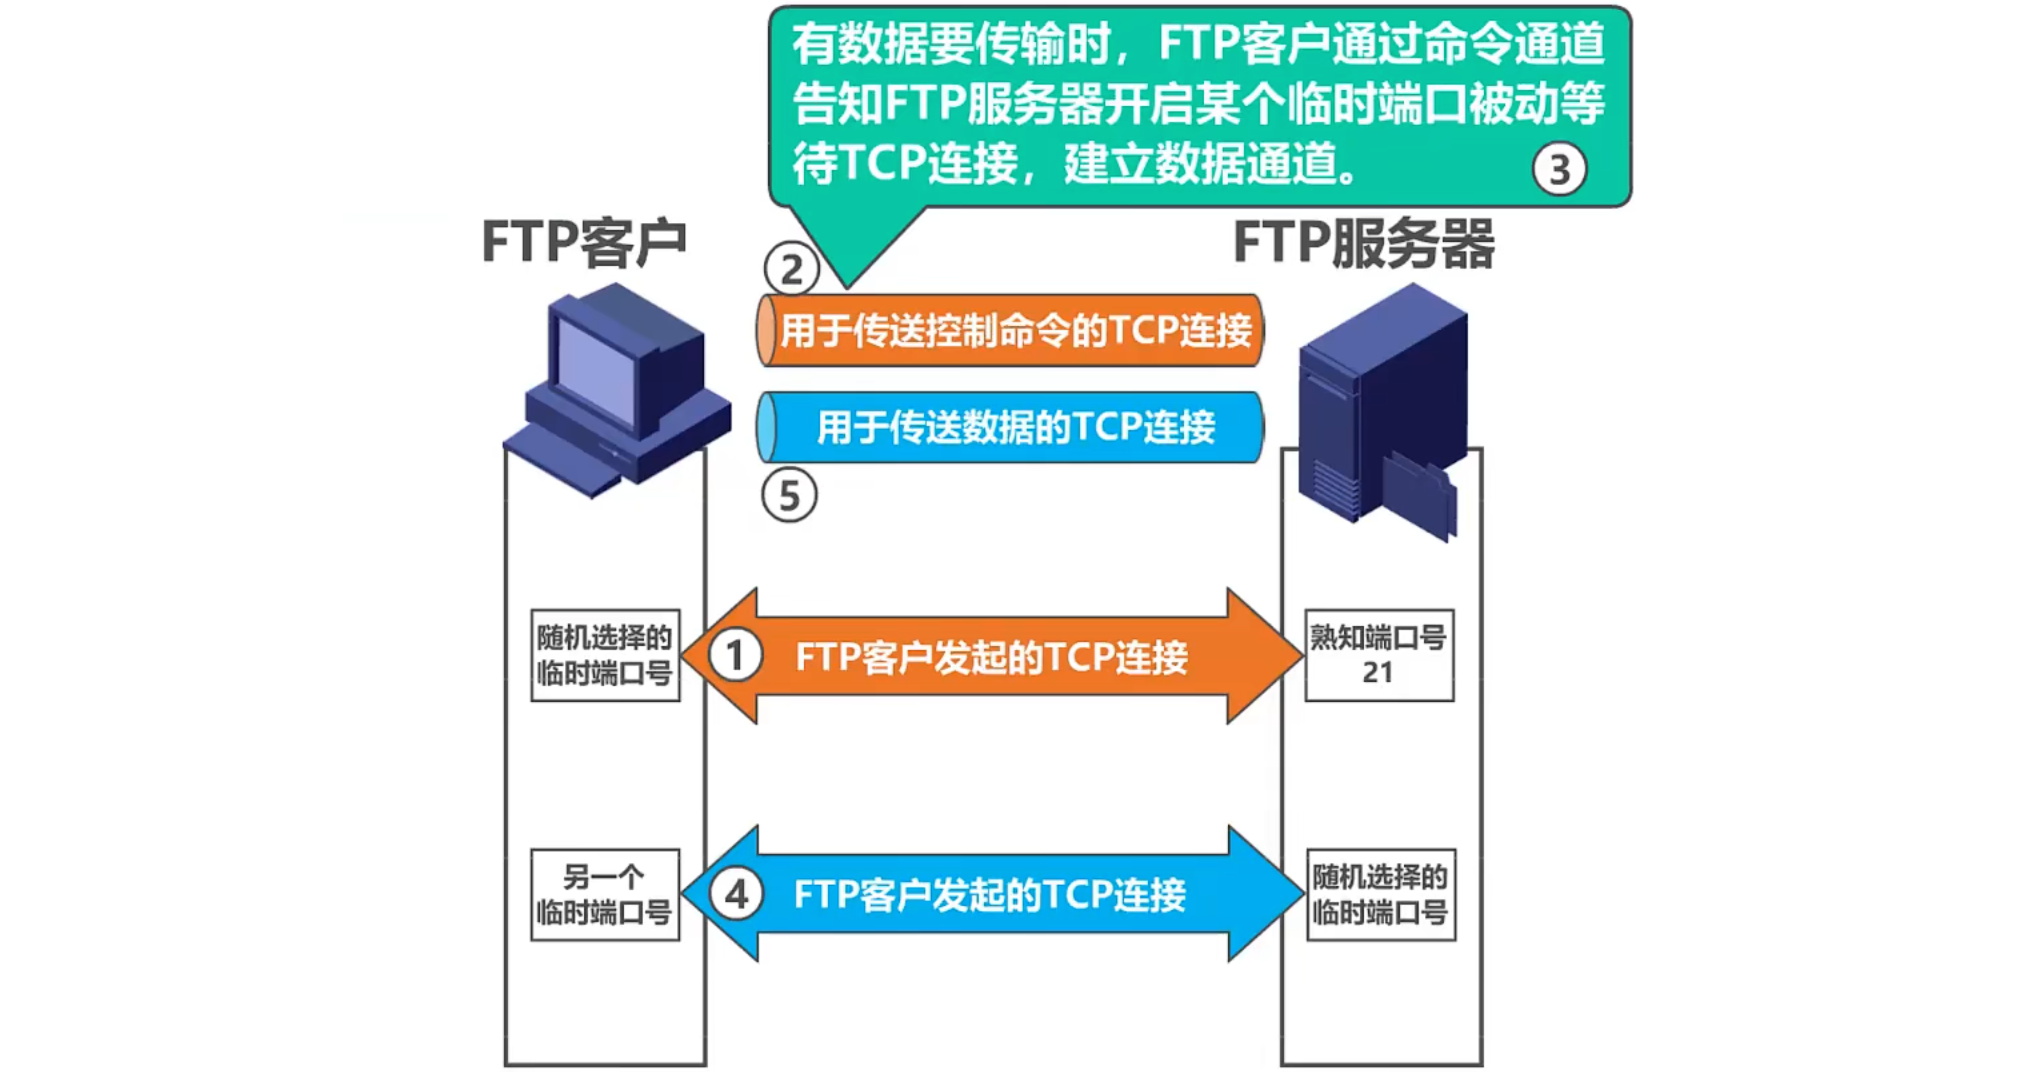 有数据要传输时，FTP客户通过命令通道
告知FTP服务器开启某个临时端口被动等
待TCP连接，建立数据通道。
③
FTP客户
FTP服务器
②
用于传送控制命令的TCP连接
用于传送数据的TCP连接
⑤
随机选择的
临时端口号
①
FTP客户发起的TCP连接
熟知端口号
21
另一个
临时端口号
④
FTP客户发起的TCP连接
随机选择的
临时端口号